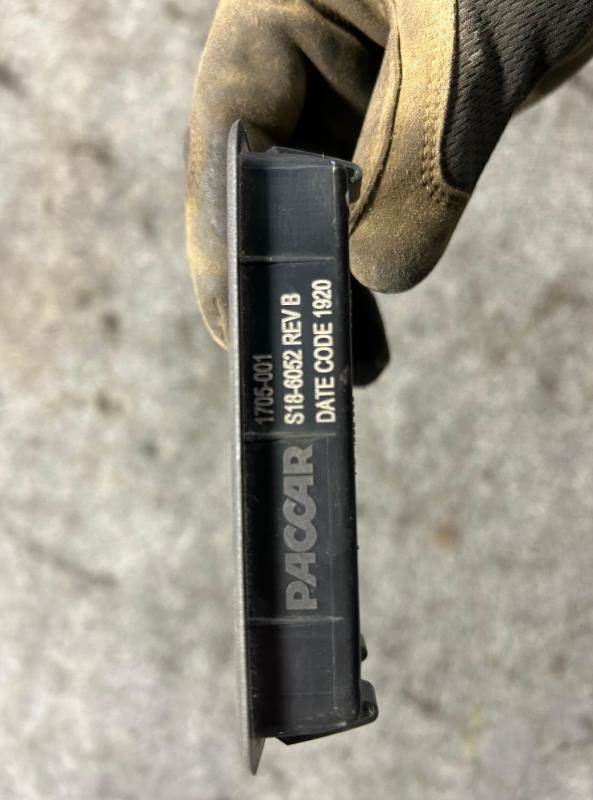 1705-001
S18-6052 REV B
DATE CODE 1920
PACCAR